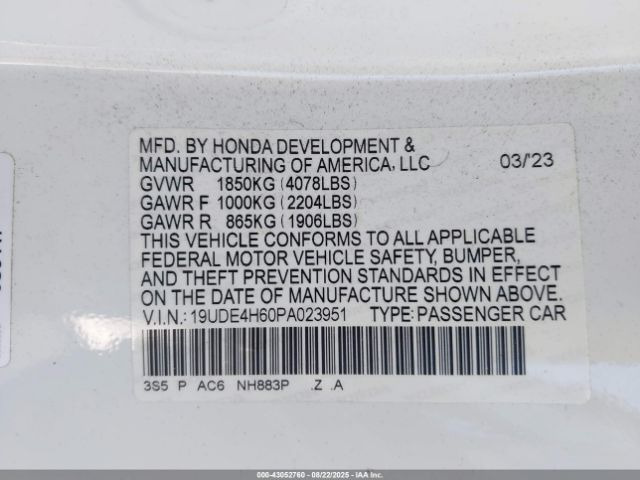 MFD. BY HONDA DEVELOPMENT &
MANUFACTURING OF AMERICA, LLC 03/'23
GVWR 1850KG (4078LBS)
GAWR F 1000KG (2204LBS)
GAWR R 865KG (1906LBS)
THIS VEHICLE CONFORMS TO ALL APPLICABLE
FEDERAL MOTOR VEHICLE SAFETY, BUMPER,
AND THEFT PREVENTION STANDARDS IN EFFECT
ON THE DATE OF MANUFACTURE SHOWN ABOVE.
V.I.N.: 19UDE4H60PA023951 TYPE: PASSENGER CAR
3S5 P AC6 NH883P .Z .A
000-43052760 - 08/22/2025 - IAA Inc.